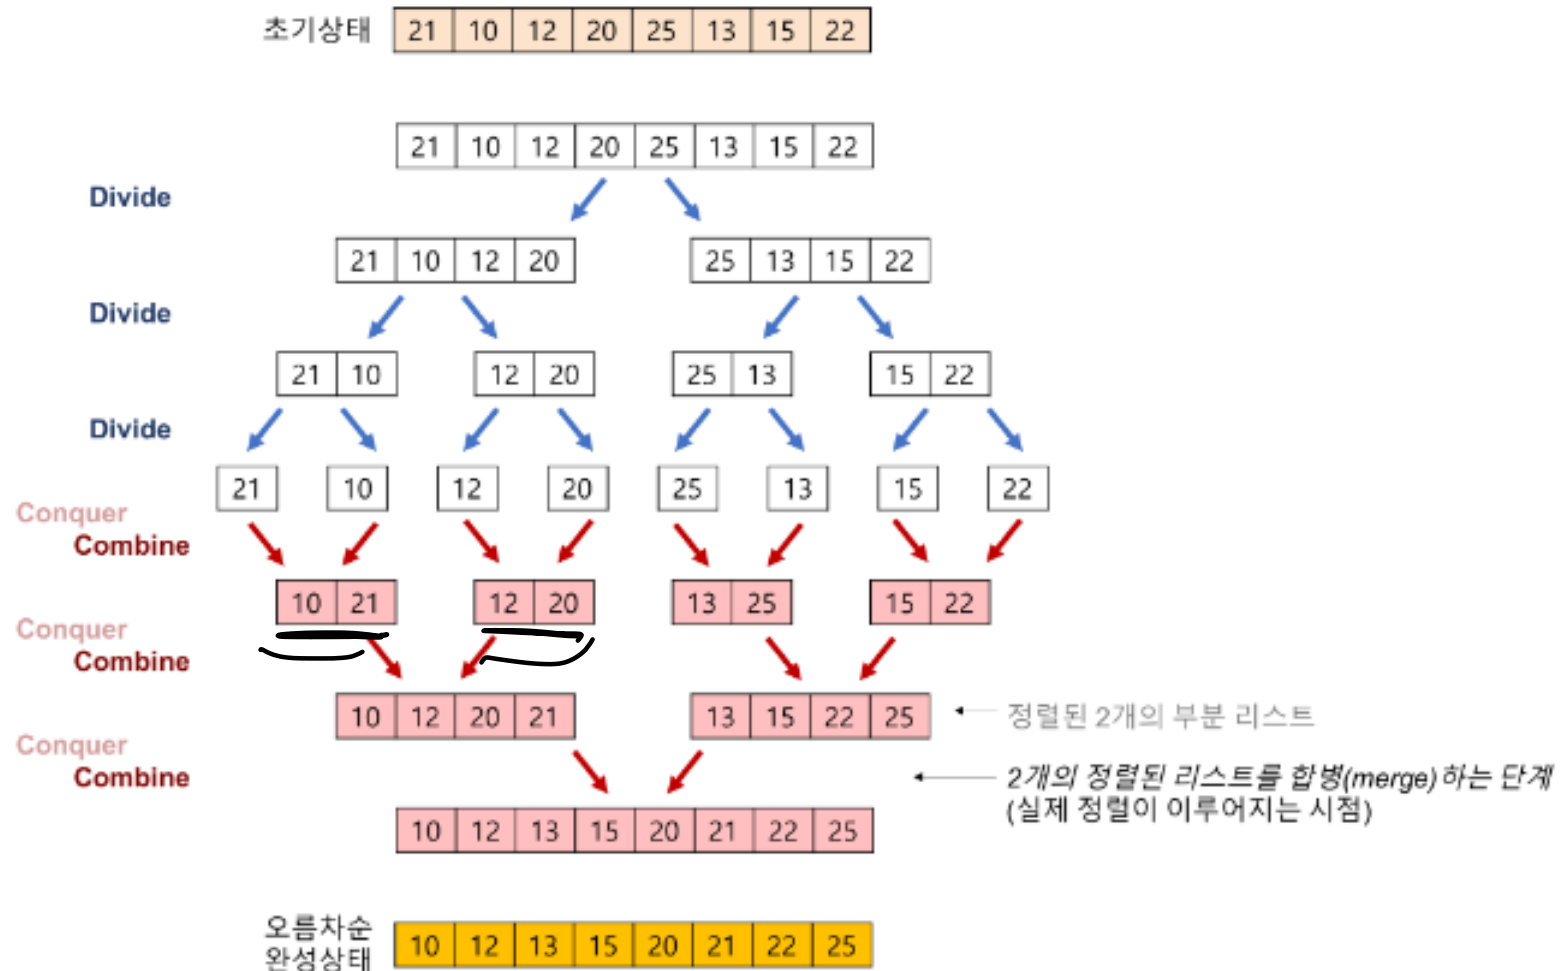 초기상태 21 10 12 20 25 13 15 22
21 10 12 20 25 13 15 22
Divide
21 10 12 20 25 13 15 22
Divide
21 10 12 20 25 13 15 22
Divide
21 10 12 20 25 13 15 22
Conquer
Combine
10 21 12 20 13 25 15 22
Conquer
Combine
10 12 20 21 13 15 22 25 정렬된 2개의 부분 리스트
Conquer
Combine 2개의 정렬된 리스트를 합병(merge)하는 단계
(실제 정렬이 이루어지는 시점)
10 12 13 15 20 21 22 25
오름차순
완성상태 10 12 13 15 20 21 22 25